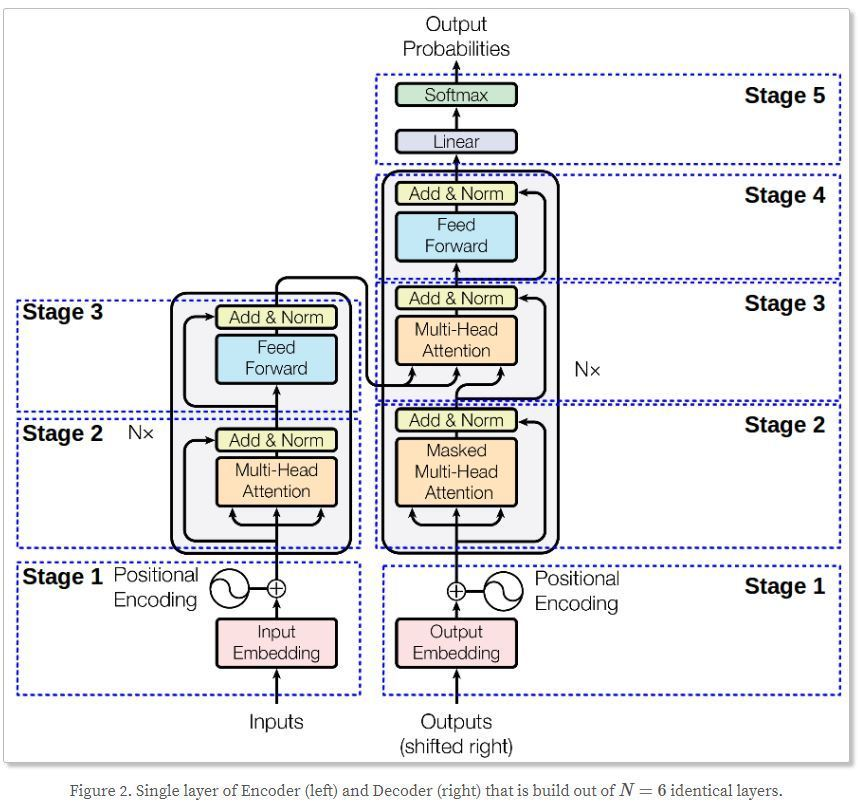 Output
Probabilities
Softmax
Stage 5
Linear
Add & Norm
Stage 4
Feed
Forward
Add & Norm
Stage 3
Multi-Head
Attention
N×
Add & Norm
Stage 2
Masked
Multi-Head
Attention
Stage 3
Add & Norm
Feed
Forward
Stage 2
N×
Add & Norm
Multi-Head
Attention
Stage 1
Positional
Encoding
Input
Embedding
Inputs
Positional
Encoding
Stage 1
Output
Embedding
Outputs
(shifted right)
Figure 2. Single layer of Encoder (left) and Decoder (right) that is build out of N = 6 identical layers.